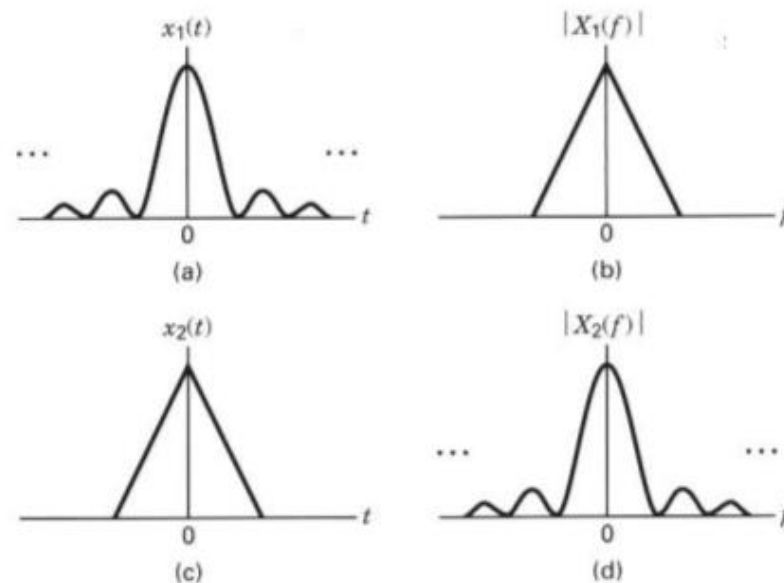 x₁(t) |X₁(f)|
... ... t
0 0
(a) (b)
x₂(t) |X₂(f)|
... ... t
0 0
(c) (d)